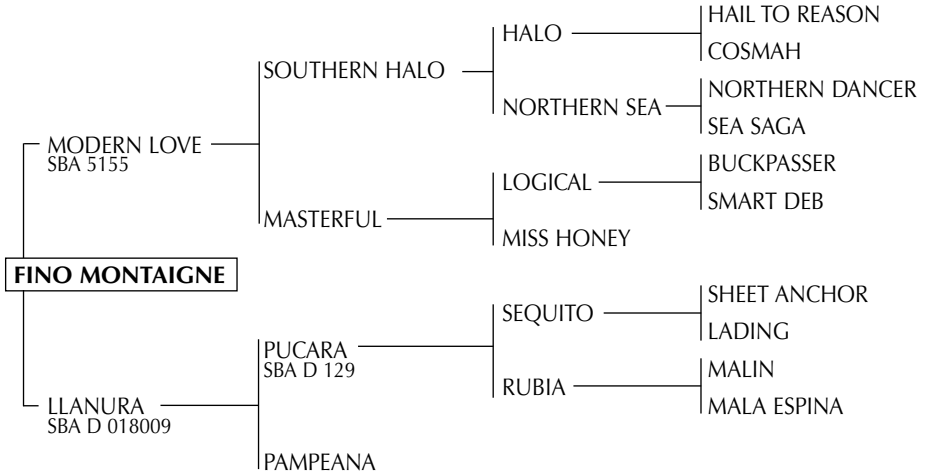 HAIL TO REASON
HALO
COSMAH
SOUTHERN HALO
NORTHERN DANCER
NORTHERN SEA
SEA SAGA
MODERN LOVE
SBA 5155
BUCKPASSER
LOGICAL
SMART DEB
MASTERFUL
MISS HONEY
FINO MONTAIGNE
SHEET ANCHOR
SEQUITO
LADING
PUCARA
SBA D 129
MALIN
RUBIA
MALA ESPINA
LLANURA
SBA D 018009
PAMPEANA